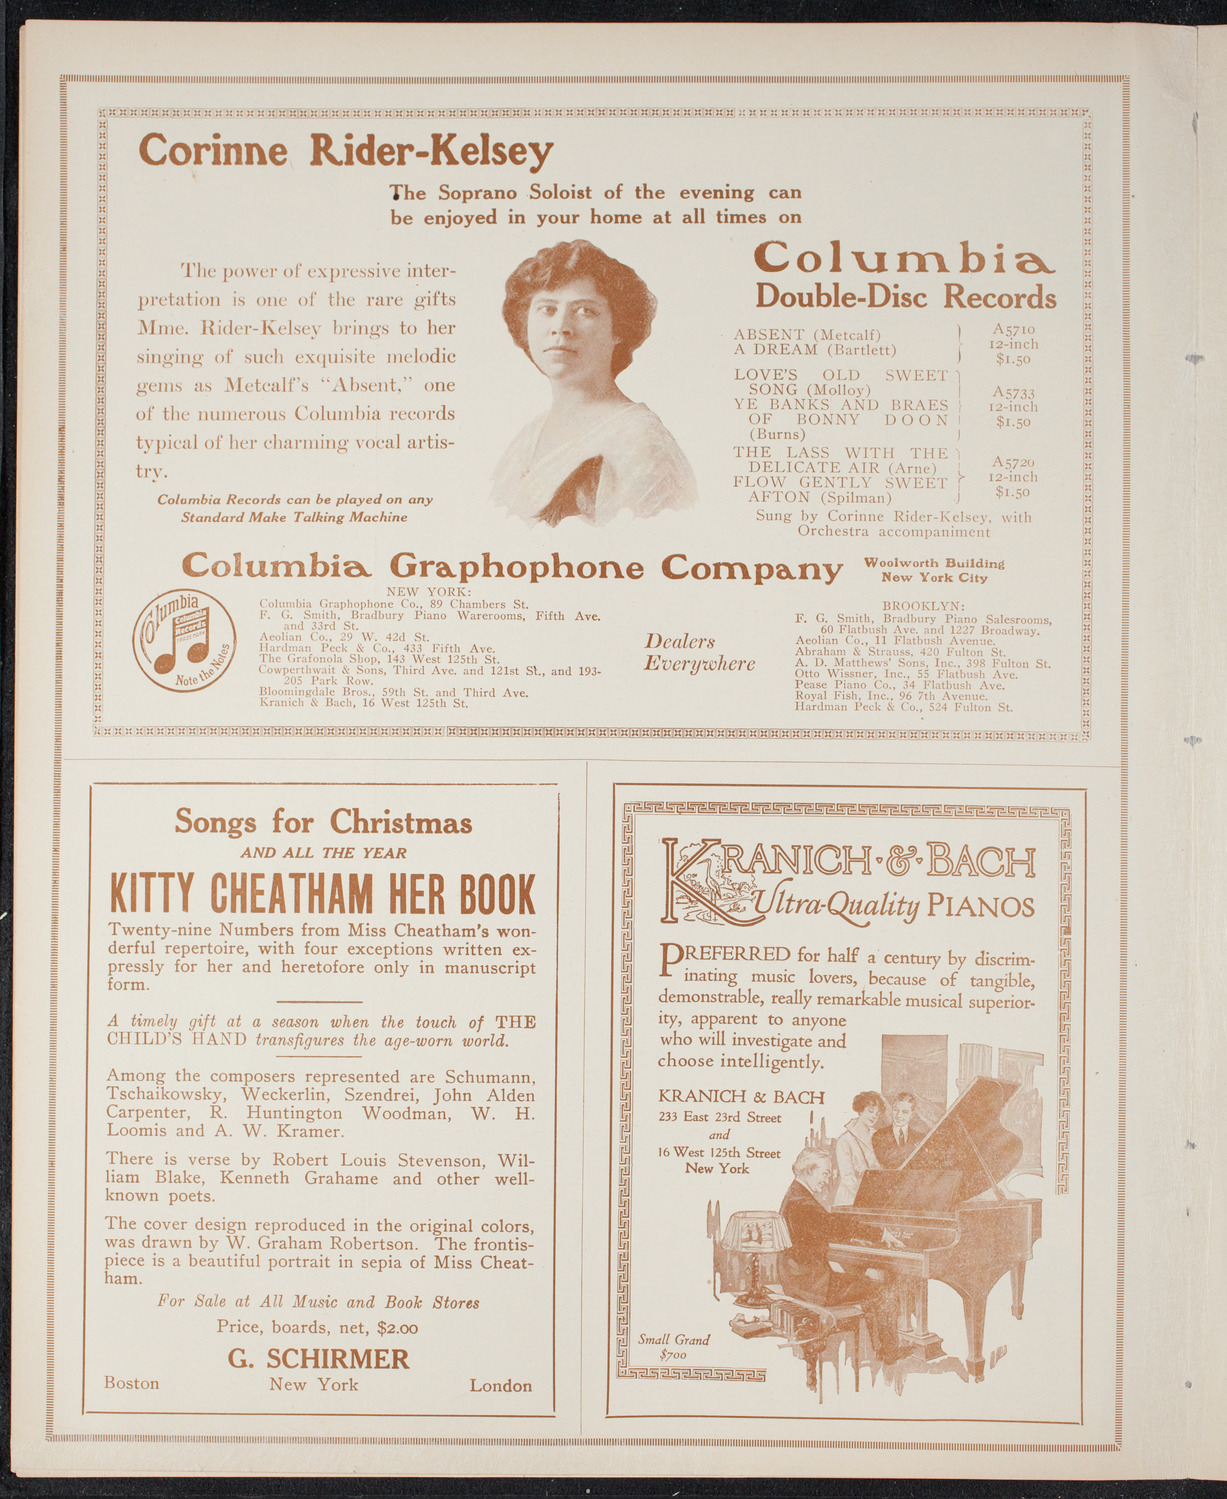 Corinne Rider-Kelsey
The Soprano Soloist of the evening can
be enjoyed in your home at all times on
The power of expressive inter-
pretation is one of the rare gifts
Mme. Rider-Kelsey brings to her
singing of such exquisite melodic
gems as Metcalf's "Absent," one
of the numerous Columbia records
typical of her charming vocal artis-
try.
Columbia Records can be played on any
Standard Make Talking Machine
Columbia
Double-Disc Records
ABSENT (Metcalf)
A DREAM (Bartlett)
A5710
12-inch
$1.50
LOVE'S OLD SWEET
SONG (Molloy)
YE BANKS AND BRAES
OF BONNY DOON
(Burns)
A5733
12-inch
$1.50
THE LASS WITH THE
DELICATE AIR (Arne)
FLOW GENTLY SWEET
AFTON (Spilman)
A5720
12-inch
$1.50
Sung by Corinne Rider-Kelsey, with
Orchestra accompaniment
Columbia Graphophone Company
Woolworth Building
New York City
Columbia
Columbia
Records
Note the Notes
NEW YORK:
Columbia Graphophone Co., 89 Chambers St.
F. G. Smith, Bradbury Piano Warerooms, Fifth Ave.
and 33rd St.
Aeolian Co., 29 W. 42d St.
Hardman Peck & Co., 433 Fifth Ave.
The Grafonola Shop, 143 West 125th St.
Cowperthwait & Sons, Third Ave. and 121st St., and 193-
205 Park Row.
Bloomingdale Bros., 59th St. and Third Ave.
Kranich & Bach, 16 West 125th St.
Dealers
Everywhere
BROOKLYN:
F. G. Smith, Bradbury Piano Salesrooms,
60 Flatbush Ave. and 1227 Broadway.
Aeolian Co., 11 Flatbush Avenue.
Abraham & Strauss, 420 Fulton St.
A. D. Matthews' Sons, Inc., 398 Fulton St.
Otto Wissner, Inc., 55 Flatbush Ave.
Pease Piano Co., 34 Flatbush Ave.
Royal Fish, Inc., 96 7th Avenue.
Hardman Peck & Co., 524 Fulton St.
Songs for Christmas
AND ALL THE YEAR
KITTY CHEATHAM HER BOOK
Twenty-nine Numbers from Miss Cheatham's won-
derful repertoire, with four exceptions written ex-
pressly for her and heretofore only in manuscript
form.
A timely gift at a season when the touch of THE
CHILD'S HAND transfigures the age-worn world.
Among the composers represented are Schumann,
Tschaikowsky, Weckerlin, Szendrei, John Alden
Carpenter, R. Huntington Woodman, W. H.
Loomis and A. W. Kramer.
There is verse by Robert Louis Stevenson, Wil-
liam Blake, Kenneth Grahame and other well-
known poets.
The cover design reproduced in the original colors,
was drawn by W. Graham Robertson. The frontis-
piece is a beautiful portrait in sepia of Miss Cheat-
ham.
For Sale at All Music and Book Stores
Price, boards, net, $2.00
G. SCHIRMER
Boston New York London
KRANICH & BACH
Ultra-Quality PIANOS
PREFERRED for half a century by discrim-
inating music lovers, because of tangible,
demonstrable, really remarkable musical superior-
ity, apparent to anyone
who will investigate and
choose intelligently.
KRANICH & BACH
233 East 23rd Street
and
16 West 125th Street
New York
Small Grand
$700